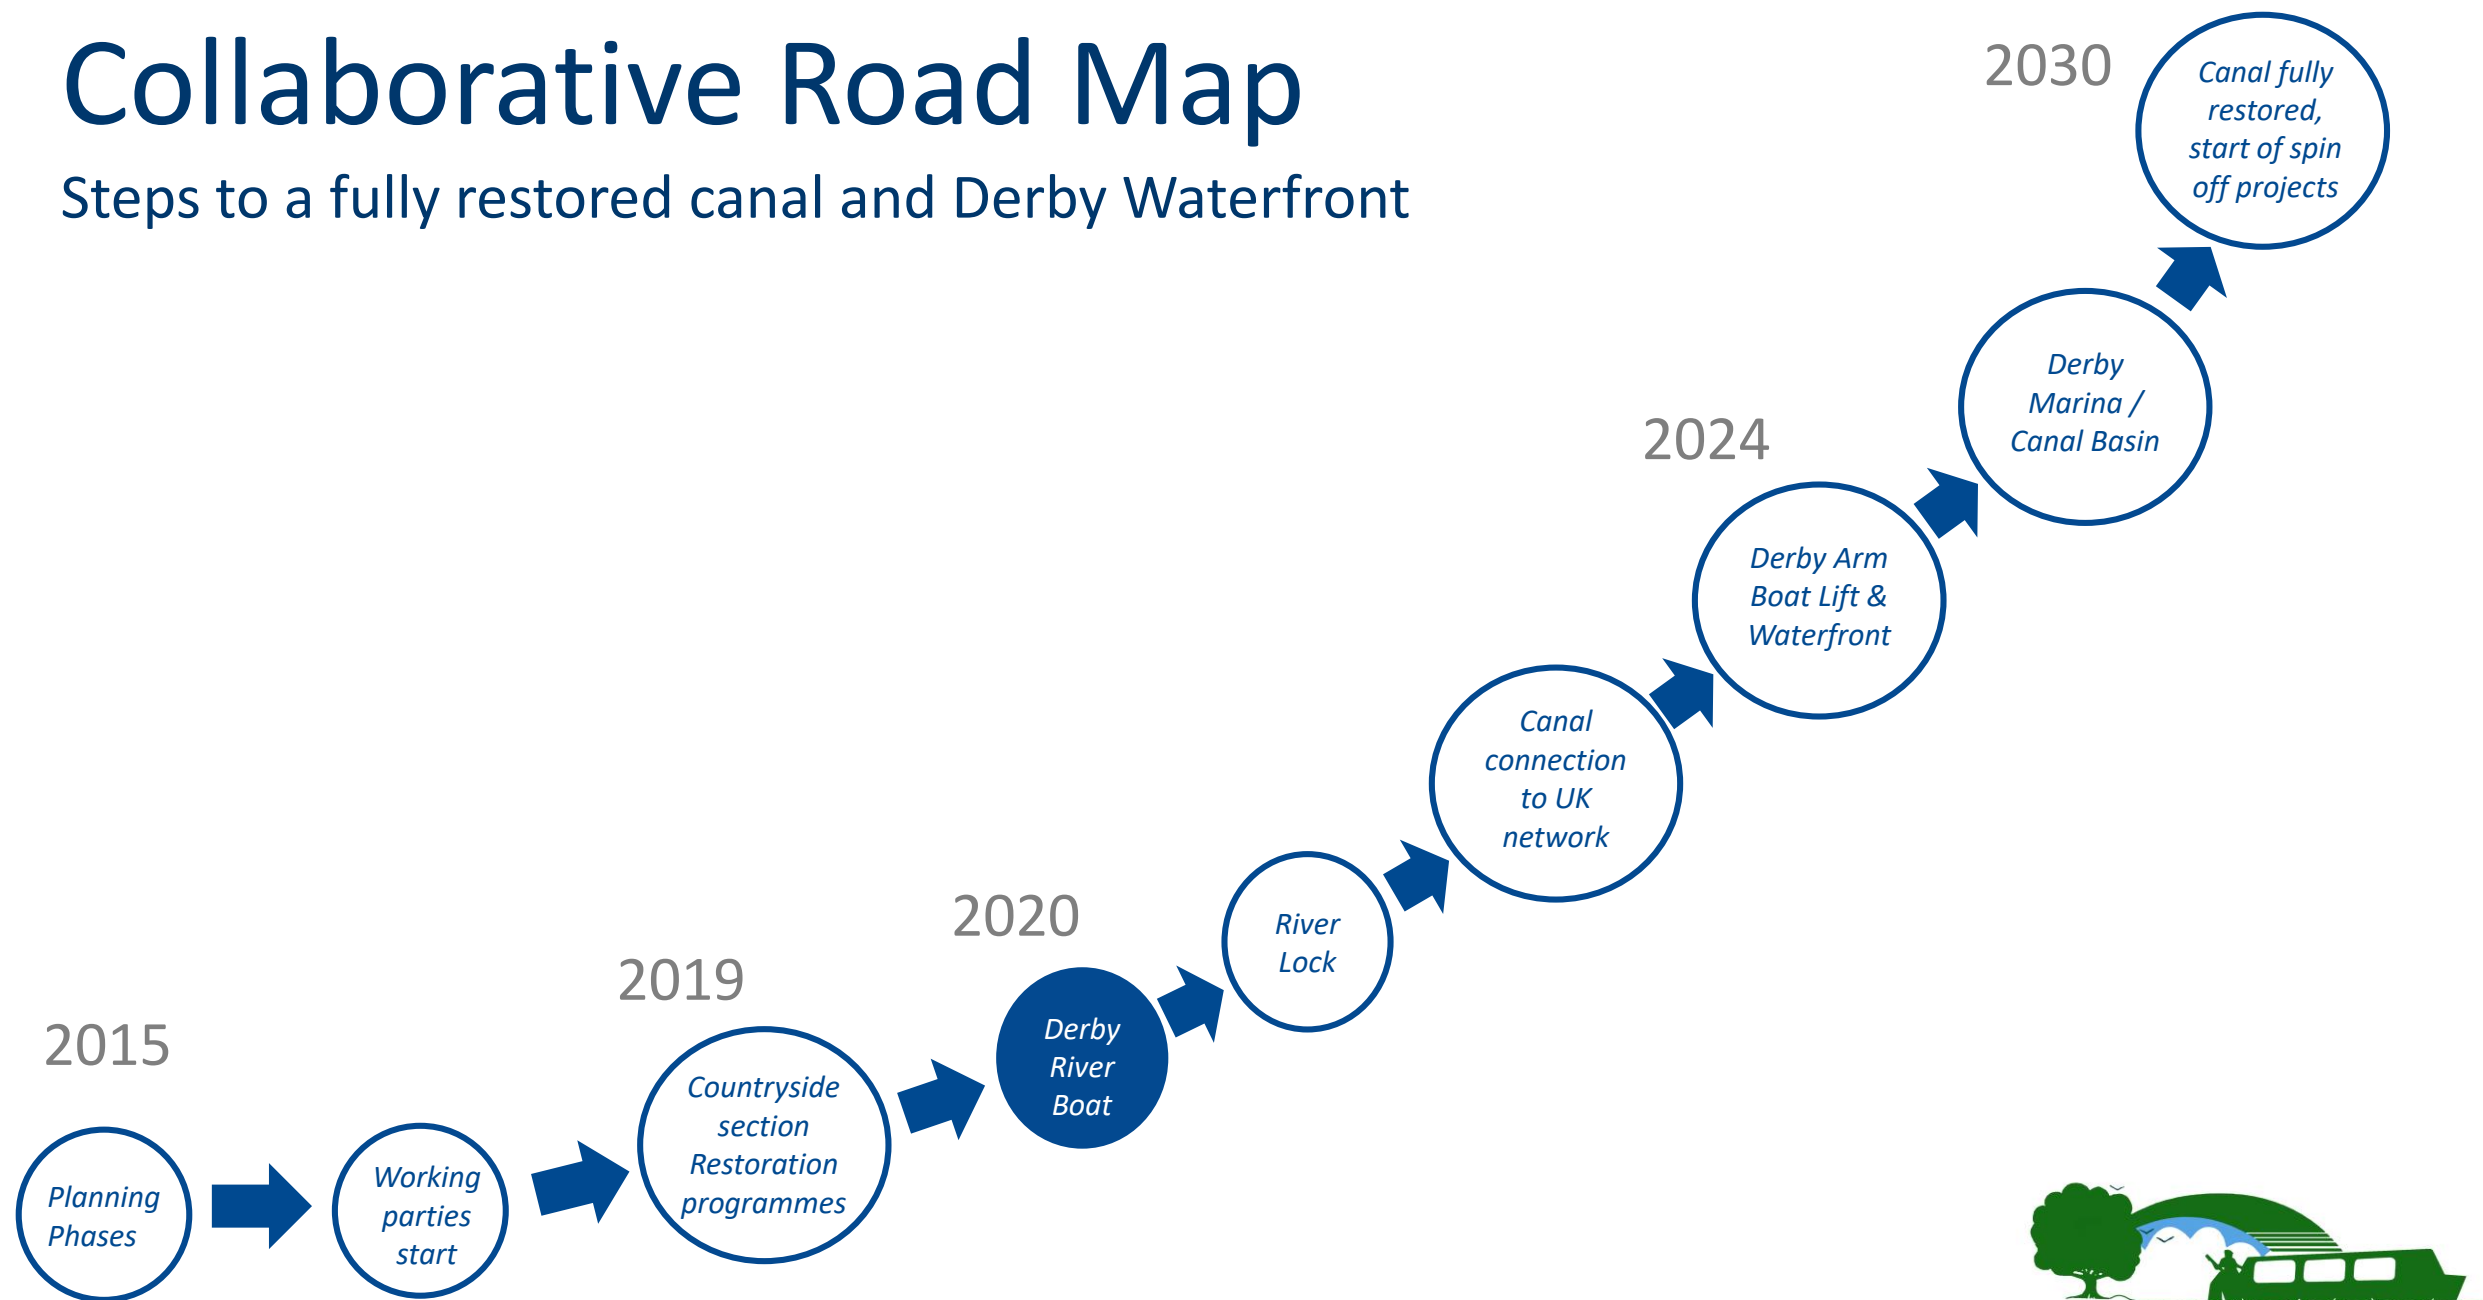 Collaborative Road Map
Steps to a fully restored canal and Derby Waterfront
2015
Planning
Phases
Working
parties
start
2019
Countryside
section
Restoration
programmes
2020
Derby
River
Boat
River
Lock
Canal
connection
to UK
network
2024
Derby Arm
Boat Lift &
Waterfront
Derby
Marina /
Canal Basin
2030
Canal fully
restored,
start of spin
off projects